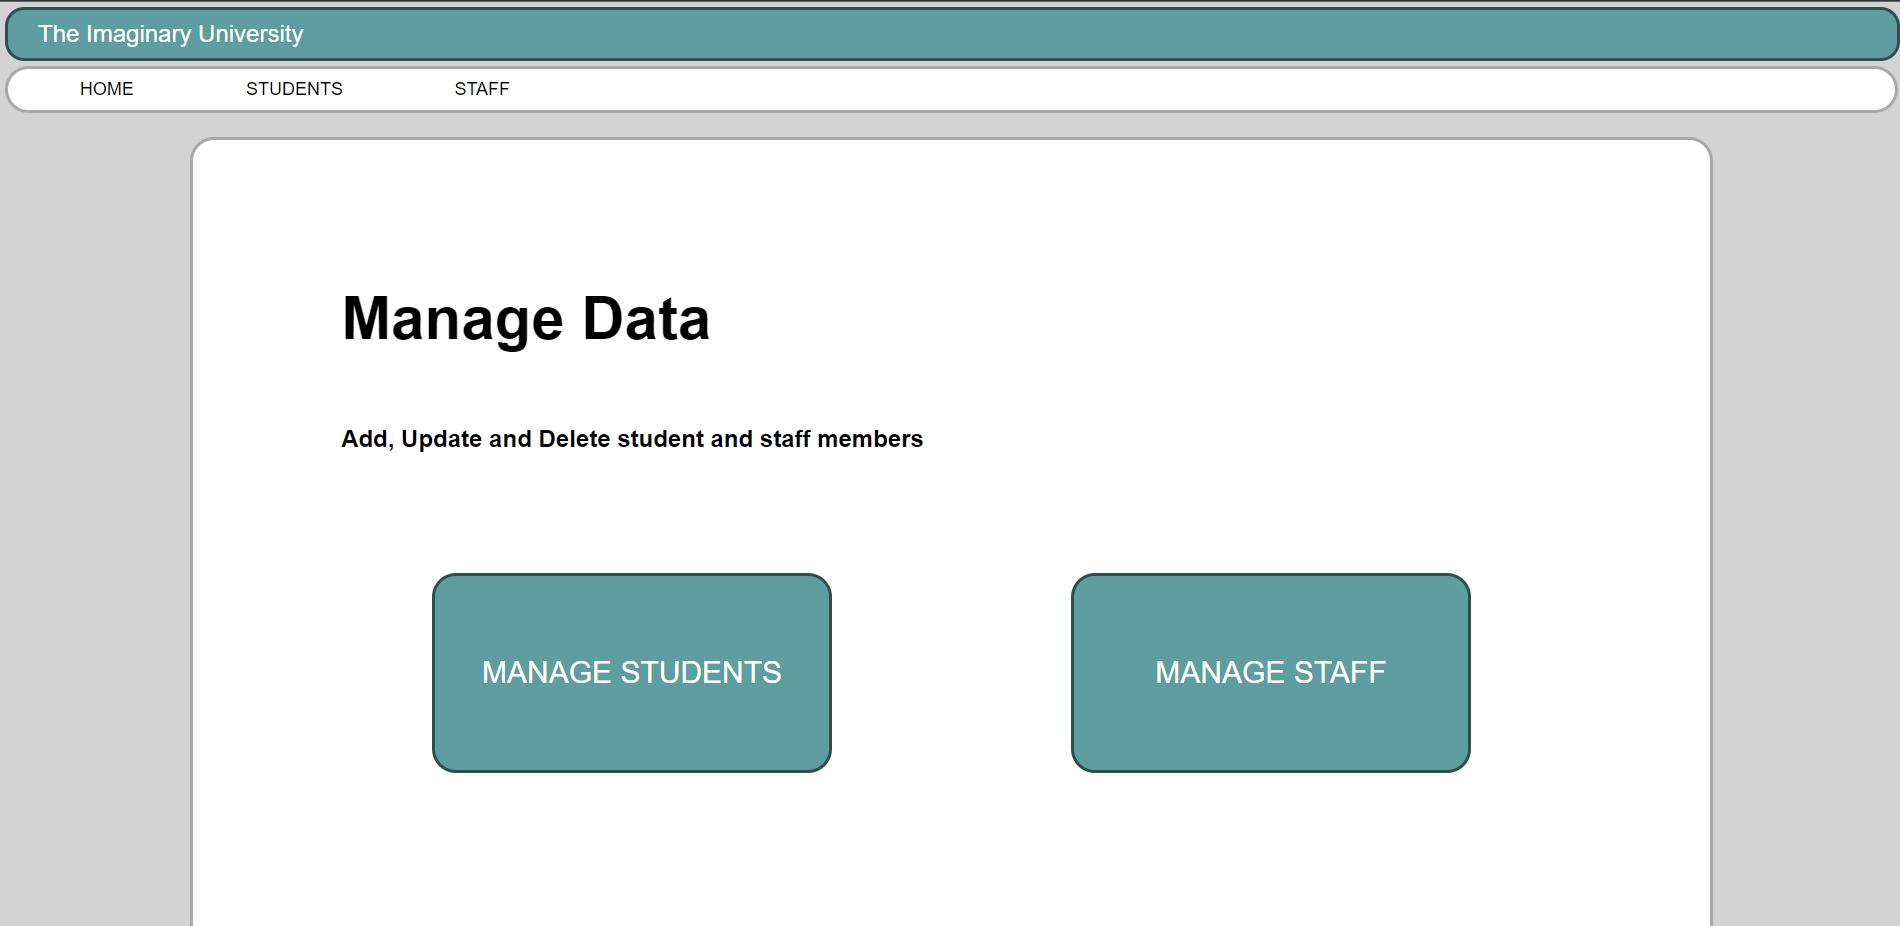 The Imaginary University
HOME STUDENTS STAFF
Manage Data
Add, Update and Delete student and staff members
MANAGE STUDENTS
MANAGE STAFF